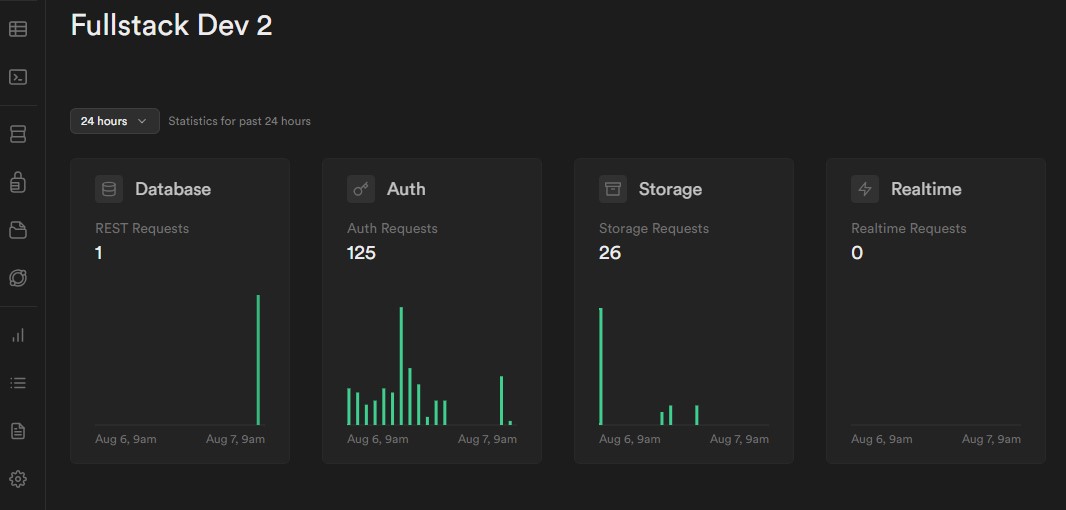 Fullstack Dev 2
24 hours
Statistics for past 24 hours
Database
REST Requests
1
Aug 6, 9am
Aug 7, 9am
Auth
Auth Requests
125
Aug 6, 9am
Aug 7, 9am
Storage
Storage Requests
26
Aug 6, 9am
Aug 7, 9am
Realtime
Realtime Requests
0
Aug 6, 9am
Aug 7, 9am